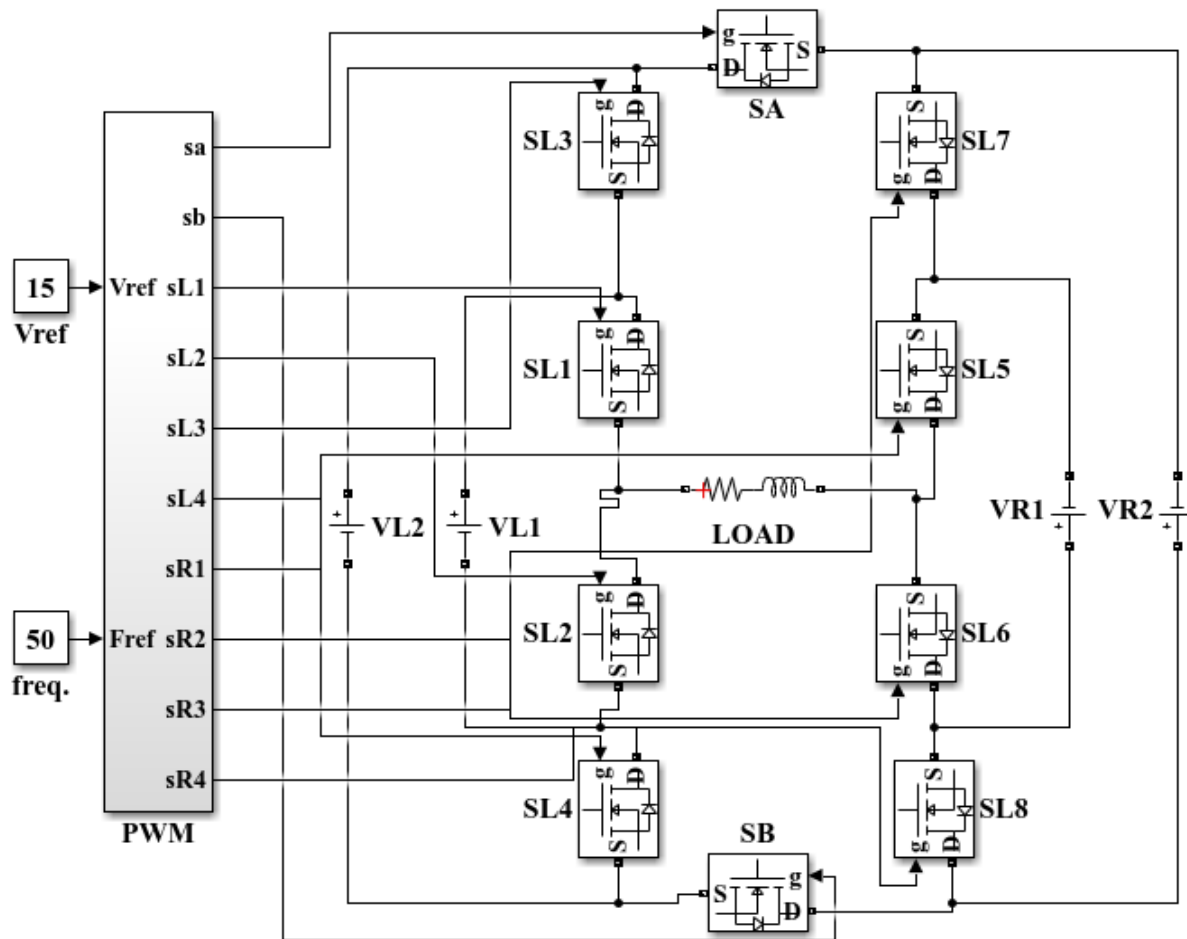 g
S
D
SA
g
D
SL3
S
S
SL7
g
D
sa
sb
15
Vref
Vref
sL1
g
D
SL1
S
S
SL5
g
D
sL2
sL3
sL4
+
VL2
+
VL1
LOAD
VR1
+
VR2
+
sR1
50
freq.
Fref
sR2
g
D
SL2
S
S
SL6
g
D
sR3
sR4
PWM
g
D
SL4
S
S
SL8
g
D
SB
S
g
D